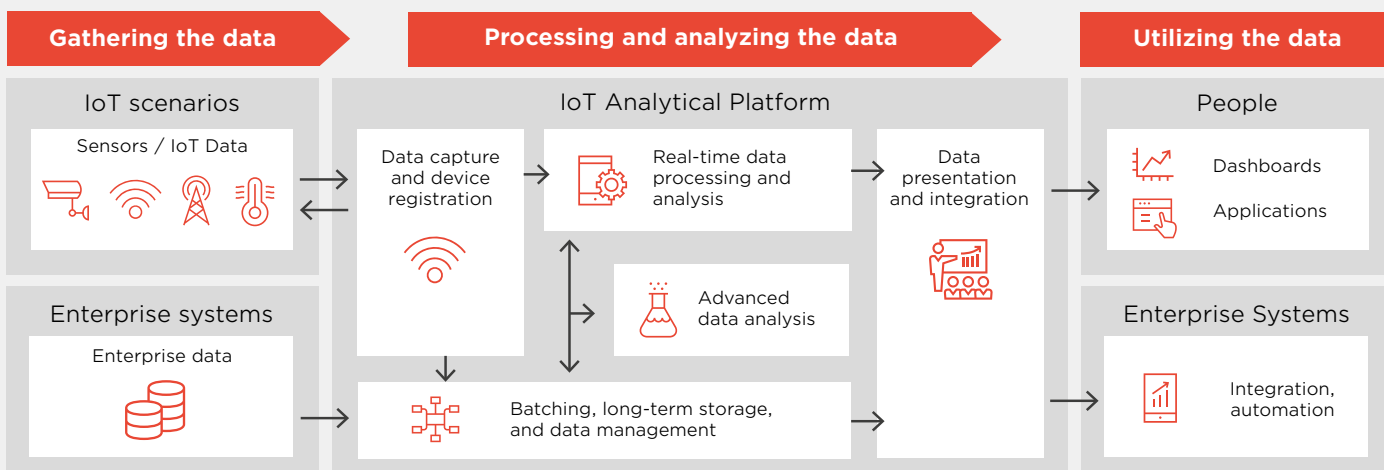 Gathering the data
Processing and analyzing the data
Utilizing the data
IoT scenarios
Sensors / IoT Data
Enterprise systems
Enterprise data
IoT Analytical Platform
Data capture
and device
registration
Real-time data
processing and
analysis
Advanced
data analysis
Batching, long-term storage,
and data management
Data
presentation
and integration
People
Dashboards
Applications
Enterprise Systems
Integration,
automation